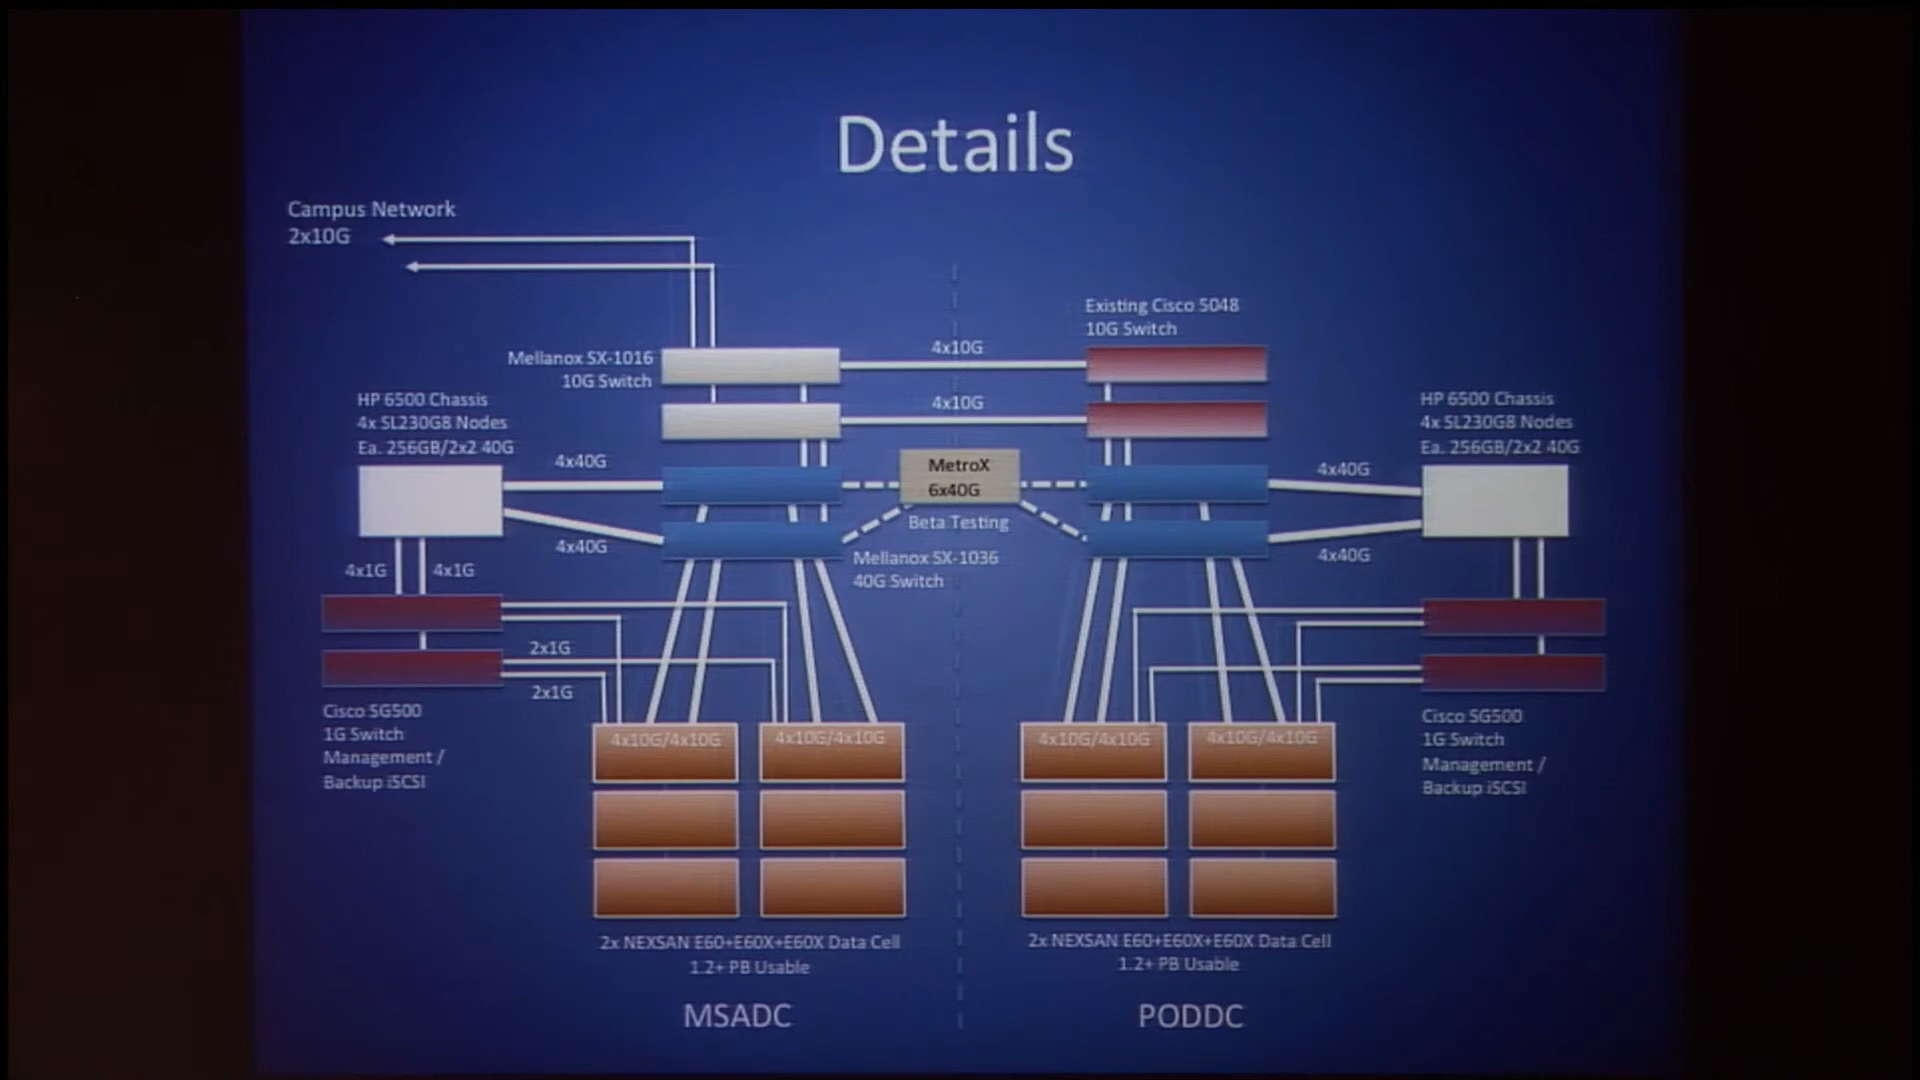 Details
Campus Network
2x10G
Existing Cisco 5048
10G Switch
4x10G
Mellanox SX-1016
10G Switch
4x10G
HP 6500 Chassis
4x SL230G8 Nodes
Ea. 256GB/2x2 40G
HP 6500 Chassis
4x SL230G8 Nodes
Ea. 256GB/2x2 40G
4x40G
MetroX
6x40G
4x40G
Beta Testing
4x40G
4x40G
Mellanox SX-1036
40G Switch
4x1G
4x1G
2x1G
2x1G
Cisco SG500
1G Switch
Management /
Backup iSCSI
Cisco SG500
1G Switch
Management /
Backup iSCSI
4x10G/4x10G
4x10G/4x10G
4x10G/4x10G
4x10G/4x10G
2x NEXSAN E60+E60X+E60X Data Cell
1.2+ PB Usable
2x NEXSAN E60+E60X+E60X Data Cell
1.2+ PB Usable
MSADC
PODDC